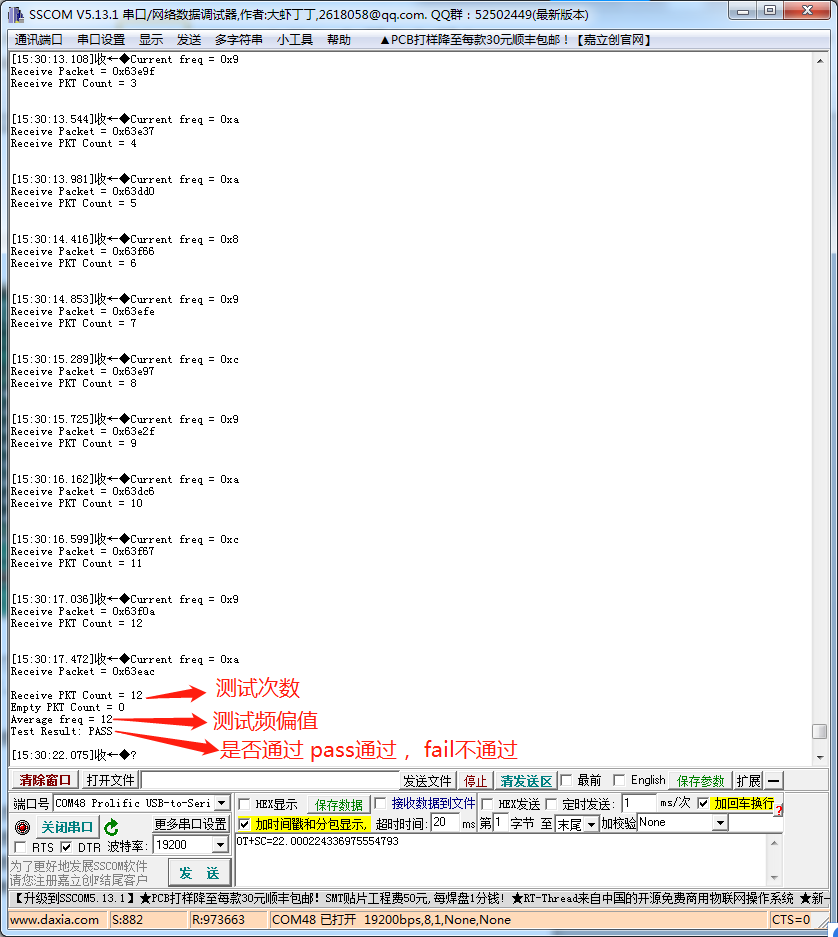 SSCOM V5.13.1 串口/网络数据调试器,作者:大虾丁丁,2618058@qq.com. QQ群：52502449(最新版本)
通讯端口 串口设置 显示 发送 多字符串 小工具 帮助 ▲PCB打样降至每款30元顺丰包邮！【嘉立创官网】
[15:30:13.108]收←◆Current freq = 0x9
Receive Packet = 0x63e9f
Receive PKT Count = 3
[15:30:13.544]收←◆Current freq = 0xa
Receive Packet = 0x63e37
Receive PKT Count = 4
[15:30:13.981]收←◆Current freq = 0xa
Receive Packet = 0x63dd0
Receive PKT Count = 5
[15:30:14.416]收←◆Current freq = 0x8
Receive Packet = 0x63f66
Receive PKT Count = 6
[15:30:14.853]收←◆Current freq = 0x9
Receive Packet = 0x63efe
Receive PKT Count = 7
[15:30:15.289]收←◆Current freq = 0xc
Receive Packet = 0x63e97
Receive PKT Count = 8
[15:30:15.725]收←◆Current freq = 0x9
Receive Packet = 0x63e2f
Receive PKT Count = 9
[15:30:16.162]收←◆Current freq = 0xa
Receive Packet = 0x63dc6
Receive PKT Count = 10
[15:30:16.599]收←◆Current freq = 0xc
Receive Packet = 0x63f67
Receive PKT Count = 11
[15:30:17.036]收←◆Current freq = 0x9
Receive Packet = 0x63f0a
Receive PKT Count = 12
[15:30:17.472]收←◆Current freq = 0xa
Receive Packet = 0x63eac
Receive PKT Count = 12 测试次数
Empty PKT Count = 0
Average freq = 12 测试频偏值
Test Result: PASS
是否通过 pass通过， fail不通过
[15:30:22.075]收←◆?
清除窗口 打开文件 发送文件 停止 清发送区 最前 English 保存参数 扩展 —
端口号 COM48 Prolific USB-to-Seri HEX显示 保存数据 接收数据到文件 HEX发送 定时发送: 1 ms/次 加回车换行
关闭串口 更多串口设置 加时间戳和分包显示, 超时时间: 20 ms 第 1 字节 至 末尾 加校验 None
RTS DTR 波特率: 19200 OT+SC=22.000224336975554793
为了更好地发展SSCOM软件
请您注册嘉立创F结尾客户 发 送
【升级到SSCOM5.13.1】★PCB打样降至每款30元顺丰包邮! SMT贴片工程费50元,每焊盘1分钱! ★RT-Thread来自中国的开源免费商用物联网操作系统 ★新一
www.daxia.com S:882 R:973663 COM48 已打开 19200bps,8,1,None,None CTS=0